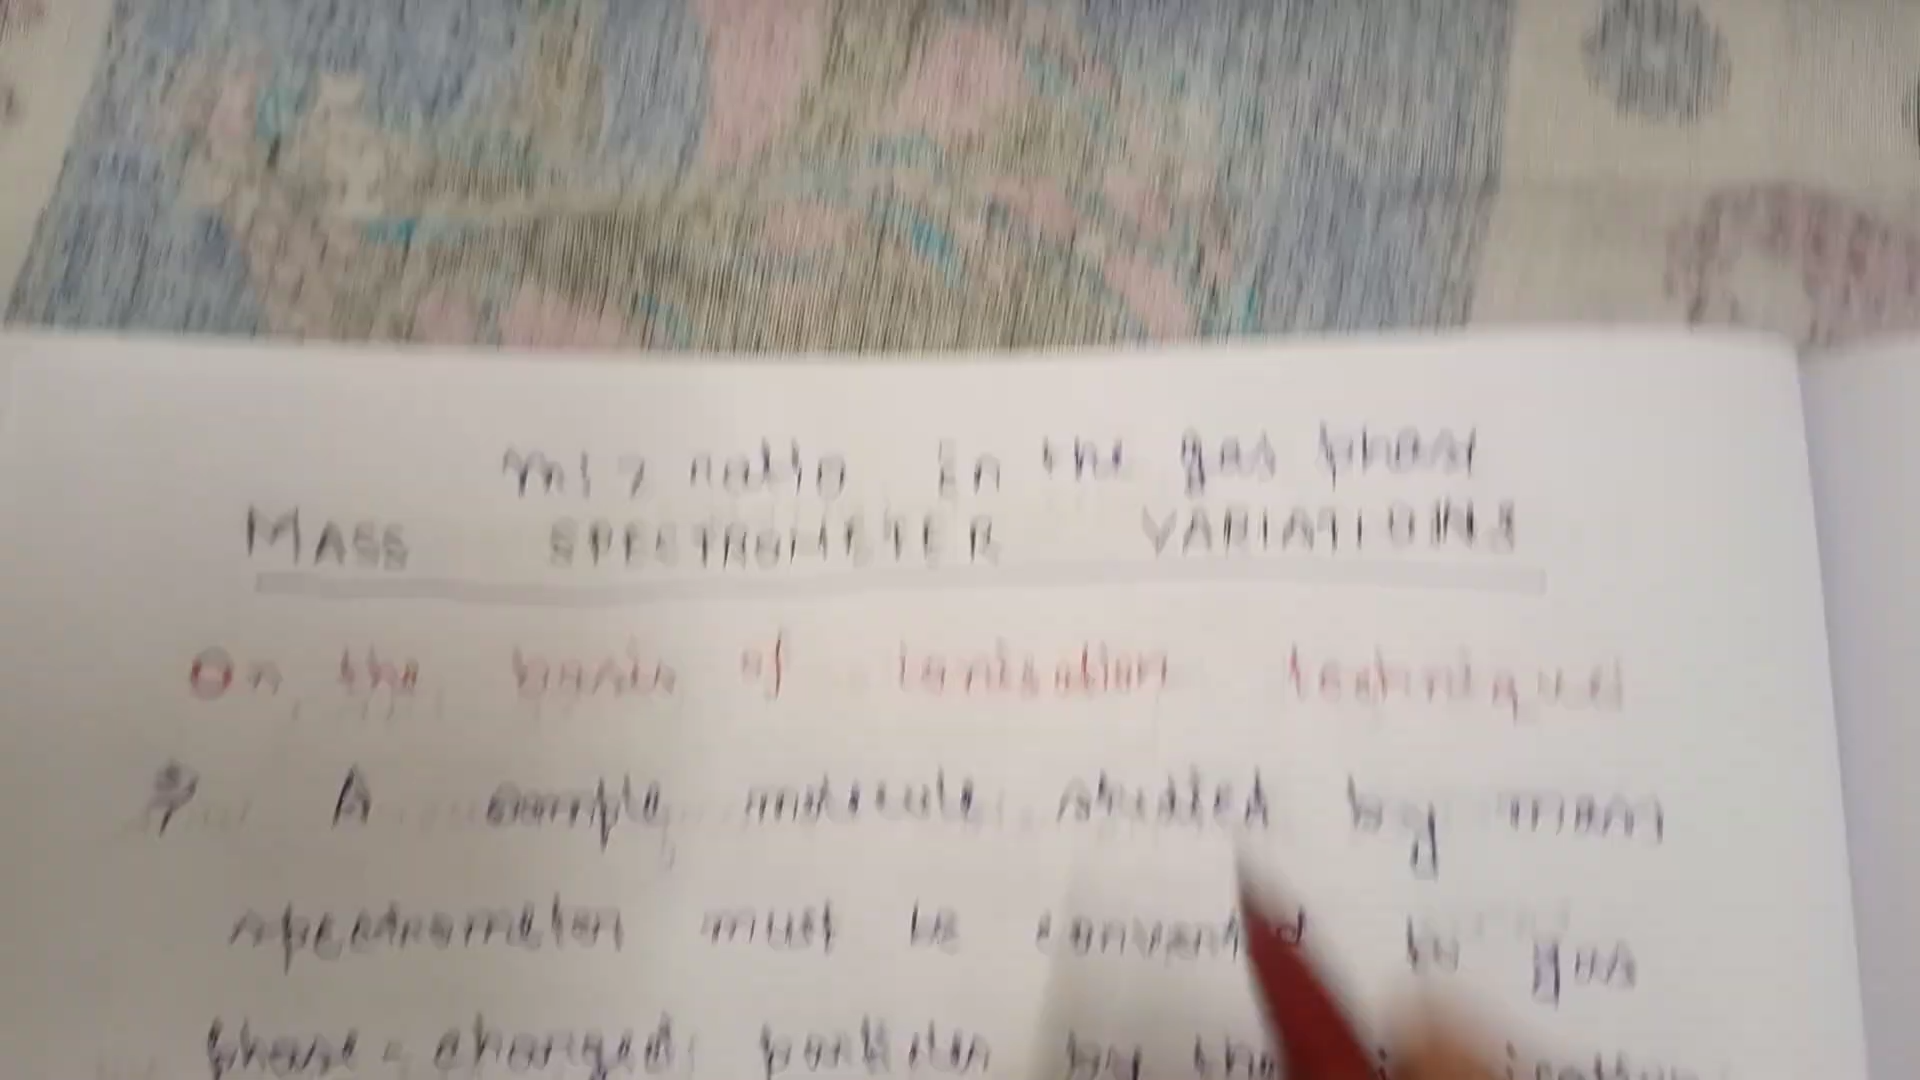 m/z ratio in the gas phase
MASS SPECTROMETER VARIATIONS
On the basis of ionisation techniques
A sample molecule studied by mass
spectrometer must be converted to gas
phase-charged particles by the